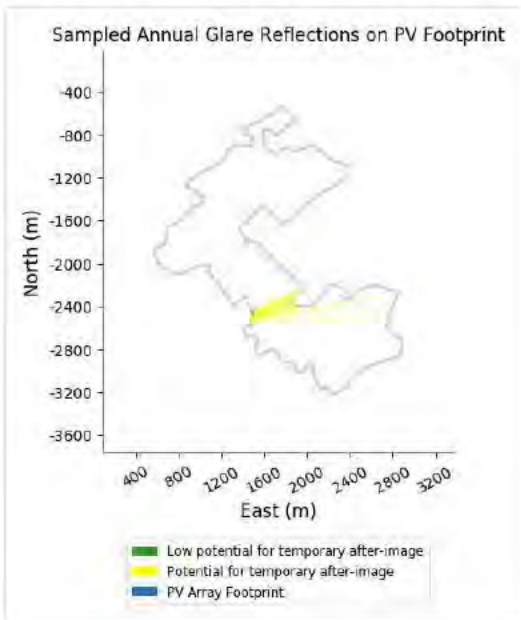 Sampled Annual Glare Reflections on PV Footprint
North (m)
-400
-800
-1200
-1600
-2000
-2400
-2800
-3200
-3600
400
800
1200
1600
2000
2400
2800
3200
East (m)
Low potential for temporary after-image
Potential for temporary after-image
PV Array Footprint